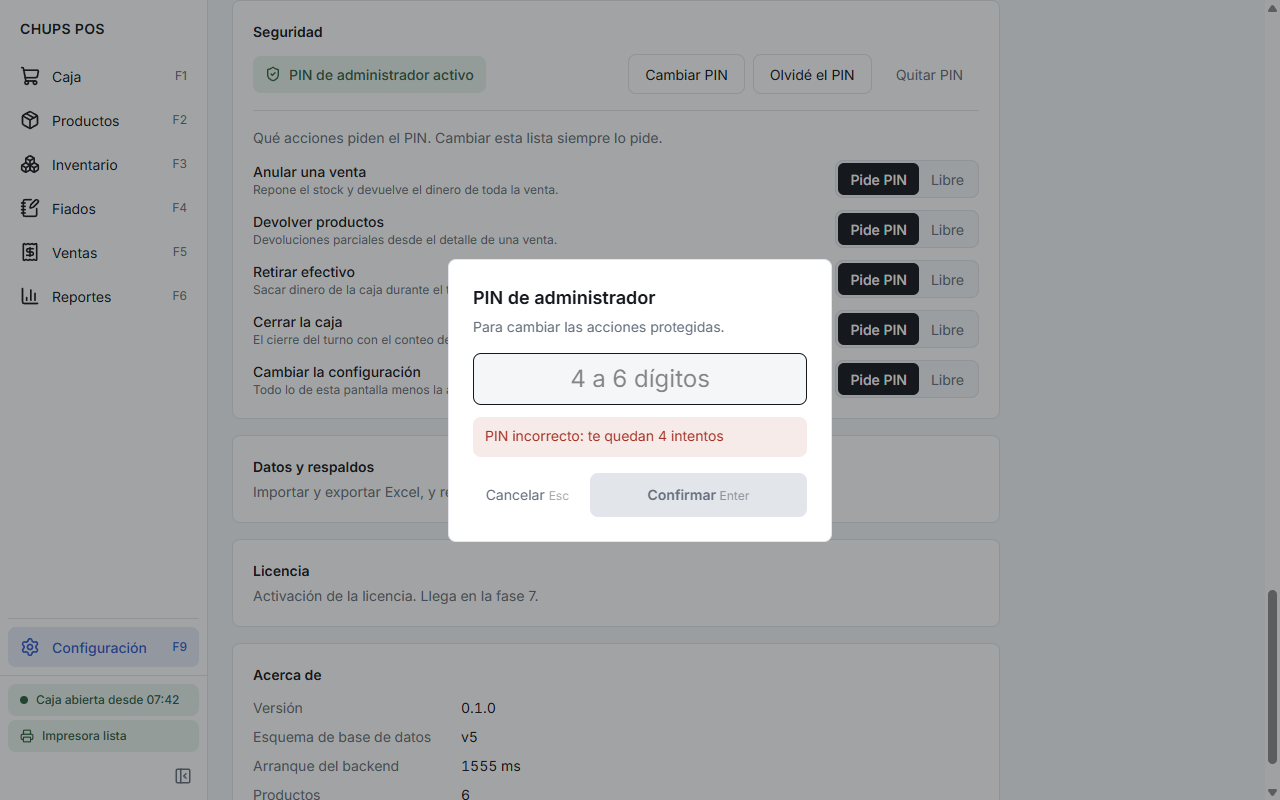 CHUPS POS
Caja F1
Productos F2
Inventario F3
Fiados F4
Ventas F5
Reportes F6
Configuración F9
Caja abierta desde 07:42
Impresora lista
Seguridad
PIN de administrador activo
Cambiar PIN
Olvidé el PIN
Quitar PIN
Qué acciones piden el PIN. Cambiar esta lista siempre lo pide.
Anular una venta
Repone el stock y devuelve el dinero de toda la venta.
Pide PIN Libre
Devolver productos
Devoluciones parciales desde el detalle de una venta.
Pide PIN Libre
Retirar efectivo
Sacar dinero de la caja durante el
Pide PIN Libre
Cerrar la caja
El cierre del turno con el conteo
Pide PIN Libre
Cambiar la configuración
Todo lo de esta pantalla menos la
Pide PIN Libre
PIN de administrador
Para cambiar las acciones protegidas.
4 a 6 dígitos
PIN incorrecto: te quedan 4 intentos
Cancelar Esc
Confirmar Enter
Datos y respaldos
Importar y exportar Excel, y
Licencia
Activación de la licencia. Llega en la fase 7.
Acerca de
Versión 0.1.0
Esquema de base de datos v5
Arranque del backend 1555 ms
Productos 6